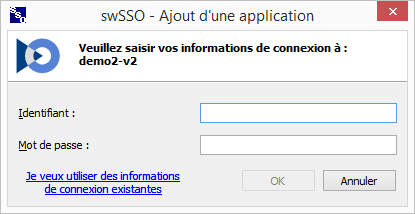 swSSO - Ajout d'une application
Veuillez saisir vos informations de connexion à :
demo2-v2
Identifiant :
Mot de passe :
Je veux utiliser des informations
de connexion existantes
OK
Annuler